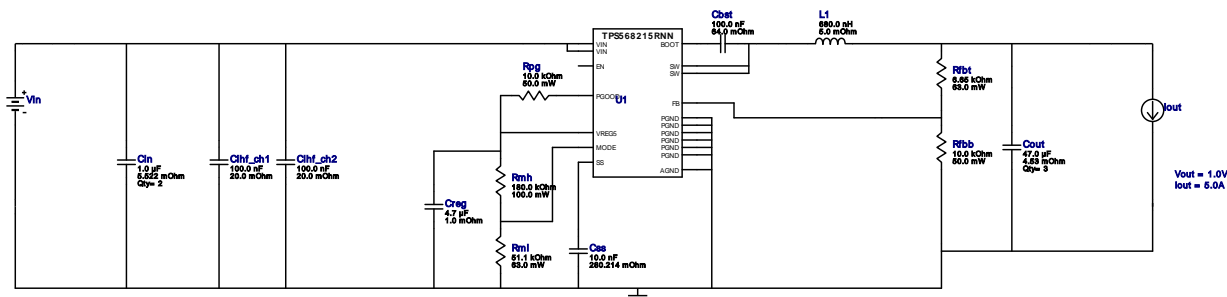 Cbst
100.0 nF
64.0 mOhm
L1
680.0 nH
5.0 mOhm
TPS568215RNN
VIN
VIN
EN
PGOOD
VREG5
MODE
SS
BOOT
SW
SW
FB
PGND
PGND
PGND
PGND
PGND
PGND
AGND
U1
Rpg
10.0 kOhm
50.0 mW
Vin
Cin
1.0 µF
5.522 mOhm
Qty= 2
Cihf_ch1
100.0 nF
20.0 mOhm
Cihf_ch2
100.0 nF
20.0 mOhm
Creg
4.7 µF
1.0 mOhm
Rmh
180.0 kOhm
100.0 mW
Rml
51.1 kOhm
63.0 mW
Css
10.0 nF
280.214 mOhm
Rfbt
6.65 kOhm
63.0 mW
Rfbb
10.0 kOhm
50.0 mW
Cout
47.0 µF
4.53 mOhm
Qty= 3
Iout
Vout = 1.0V
Iout = 5.0A